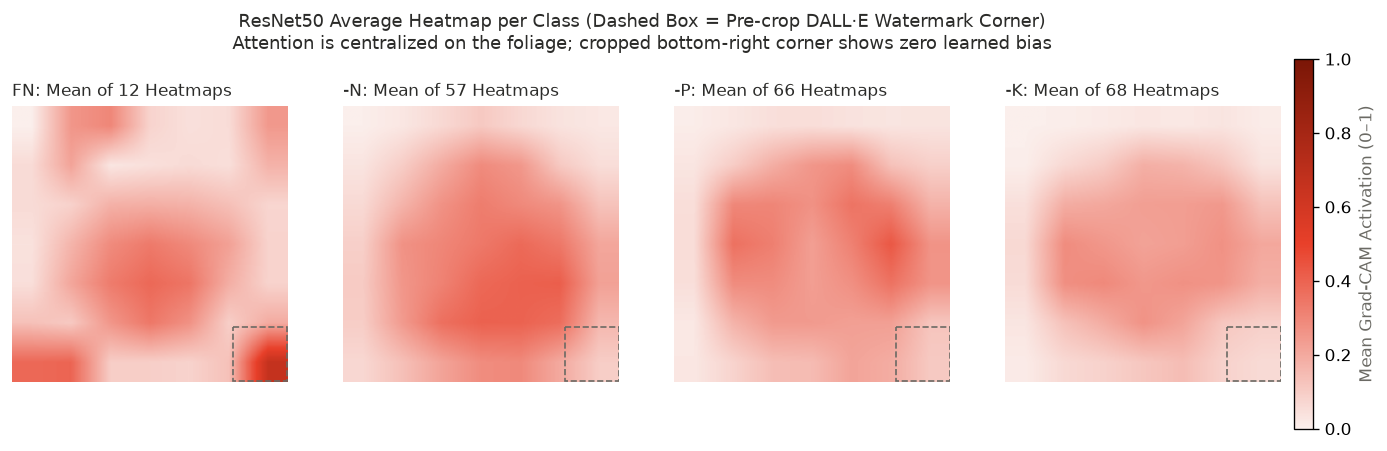 ResNet50 Average Heatmap per Class (Dashed Box = Pre-crop DALL·E Watermark Corner)
Attention is centralized on the foliage; cropped bottom-right corner shows zero learned bias
FN: Mean of 12 Heatmaps
-N: Mean of 57 Heatmaps
-P: Mean of 66 Heatmaps
-K: Mean of 68 Heatmaps
1.0
0.8
0.6
0.4
0.2
0.0
Mean Grad-CAM Activation (0–1)